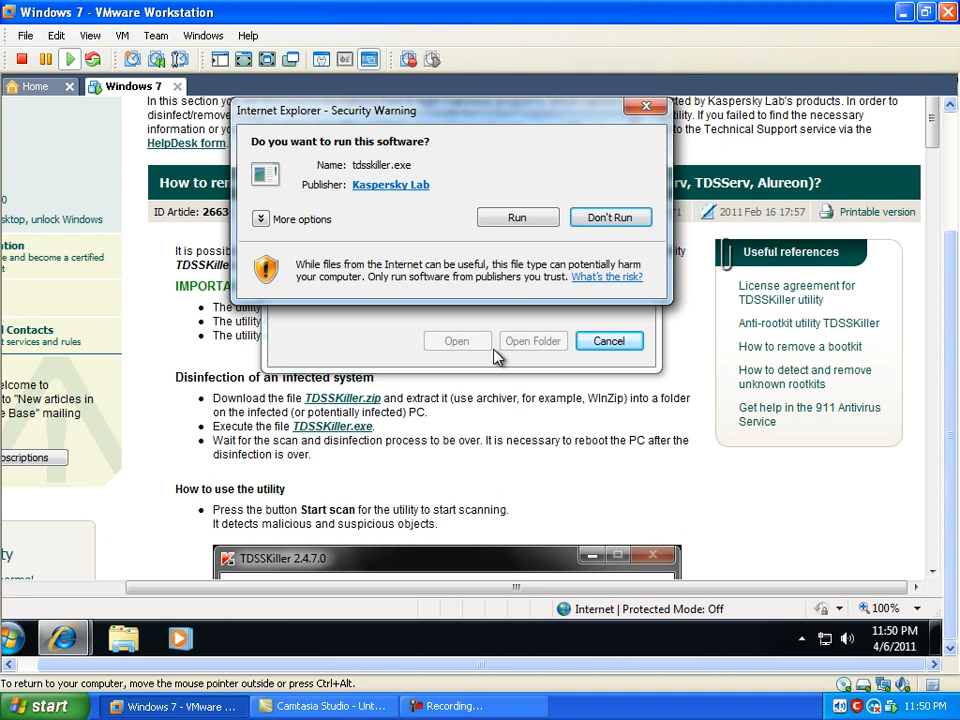 Windows 7 - VMware Workstation
File Edit View VM Team Windows Help
Home
Windows 7
In this section yo
ed by Kaspersky Lab's products. In order to
disinfect/remove
tility. If you failed to find the necessary
information or yo
to the Technical Support service via the
HelpDesk form.
Internet Explorer - Security Warning
Do you want to run this software?
Name: tdsskiller.exe
Publisher: Kaspersky Lab
More options
Run
Don't Run
While files from the Internet can be useful, this file type can potentially harm
your computer. Only run software from publishers you trust. What's the risk?
Open
Open Folder
Cancel
0
sktop, unlock Windows
ation
e and become a certified
t
Contacts
t services and rules
elcome to
to "New articles in
e Base" mailing
bscriptions
ty
How to re
rv, TDSServ, Alureon)?
ID Article: 2663
71
2011 Feb 16 17:57
Printable version
It is possib
lity
TDSSKille
IMPORTA
The utility
The utility
The utility
Disinfection of an infected system
Download the file TDSSKiller.zip and extract it (use archiver, for example, WinZip) into a folder
on the infected (or potentially infected) PC.
Execute the file TDSSKiller.exe.
Wait for the scan and disinfection process to be over. It is necessary to reboot the PC after the
disinfection is over.
How to use the utility
Press the button Start scan for the utility to start scanning.
It detects malicious and suspicious objects.
TDSSKiller 2.4.7.0
Useful references
License agreement for
TDSSKiller utility
Anti-rootkit utility TDSSKiller
How to remove a bootkit
How to detect and remove
unknown rootkits
Get help in the 911 Antivirus
Service
Internet | Protected Mode: Off
100%
11:50 PM
4/6/2011
To return to your computer, move the mouse pointer outside or press Ctrl+Alt.
start
Windows 7 - VMware ...
Camtasia Studio - Unt...
Recording...
11:50 PM